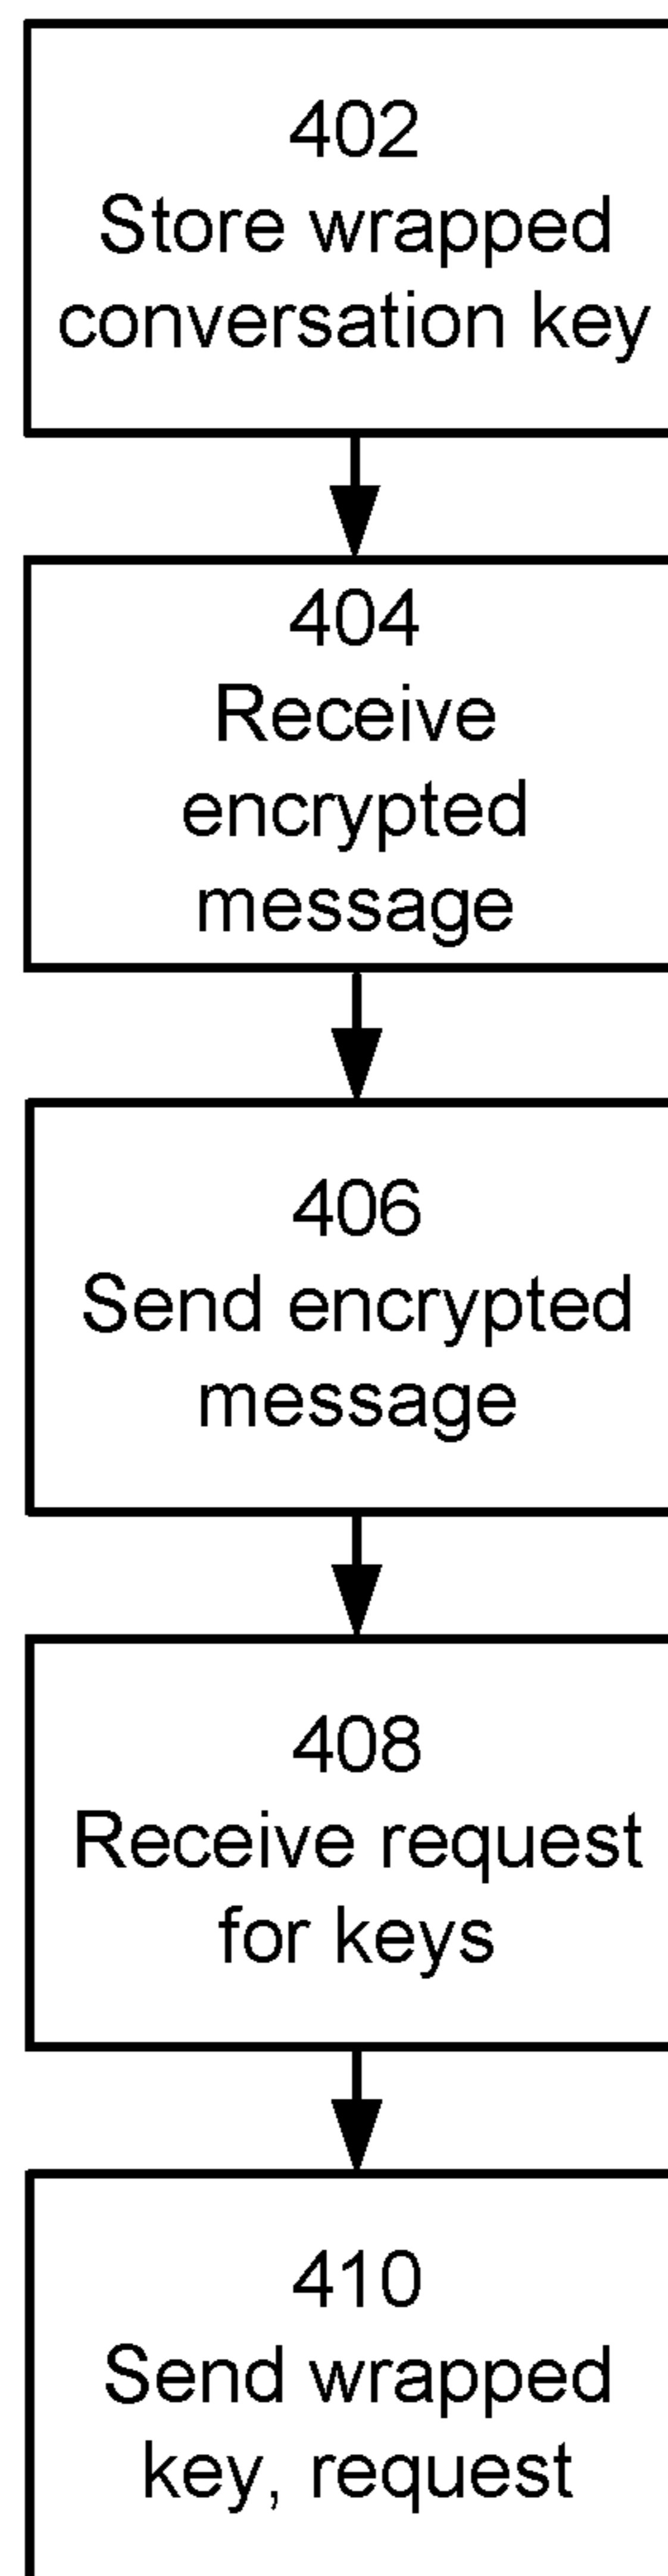 402
Store wrapped
conversation key
404
Receive
encrypted
message
406
Send encrypted
message
408
Receive request
for keys
410
Send wrapped
key, request